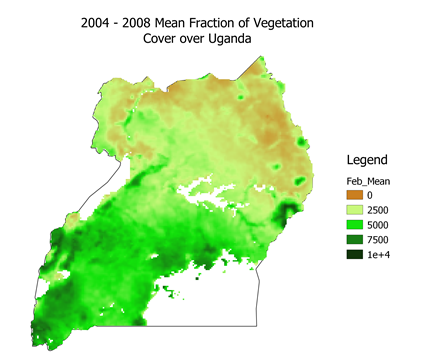 2004 - 2008 Mean Fraction of Vegetation
Cover over Uganda
Legend
Feb_Mean
0
2500
5000
7500
1e+4